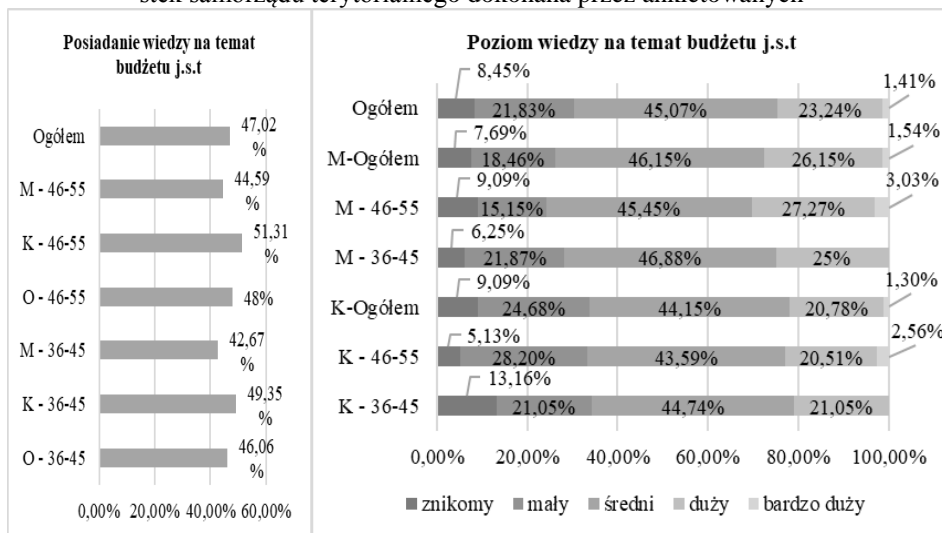 stek samorządu terytorialnego dokonana przez ankietowanych
Posiadanie wiedzy na temat
budżetu j.s.t
Ogółem
47,02
%
M - 46-55
44,59
%
K - 46-55
51,31
%
O - 46-55
48%
M - 36-45
42,67
%
K - 36-45
49,35
%
O - 36-45
46,06
%
0,00% 20,00% 40,00% 60,00%
Poziom wiedzy na temat budżetu j.s.t
8,45%
1,41%
Ogółem
21,83% 45,07% 23,24%
7,69%
1,54%
M-Ogółem
18,46% 46,15% 26,15%
9,09%
3,03%
M - 46-55
15,15% 45,45% 27,27%
6,25%
M - 36-45
21,87% 46,88% 25%
9,09%
1,30%
K-Ogółem
24,68% 44,15% 20,78%
5,13%
2,56%
K - 46-55
28,20% 43,59% 20,51%
13,16%
K - 36-45
21,05% 44,74% 21,05%
0,00% 20,00% 40,00% 60,00% 80,00% 100,00%
znikomy mały średni duży bardzo duży